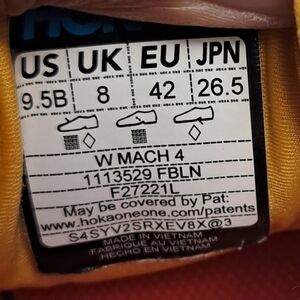 HOKA
US UK EU JPN
9.5B 8 42 26.5
W MACH 4
1113529 FBLN
F27221L
May be covered by Pat:
www.hokaoneone.com/patents
S4SYV2SRXEV8X@3
MADE IN VIETNAM
FABRIQUÉ AU VIETNAM
HECHO EN VIETNAM